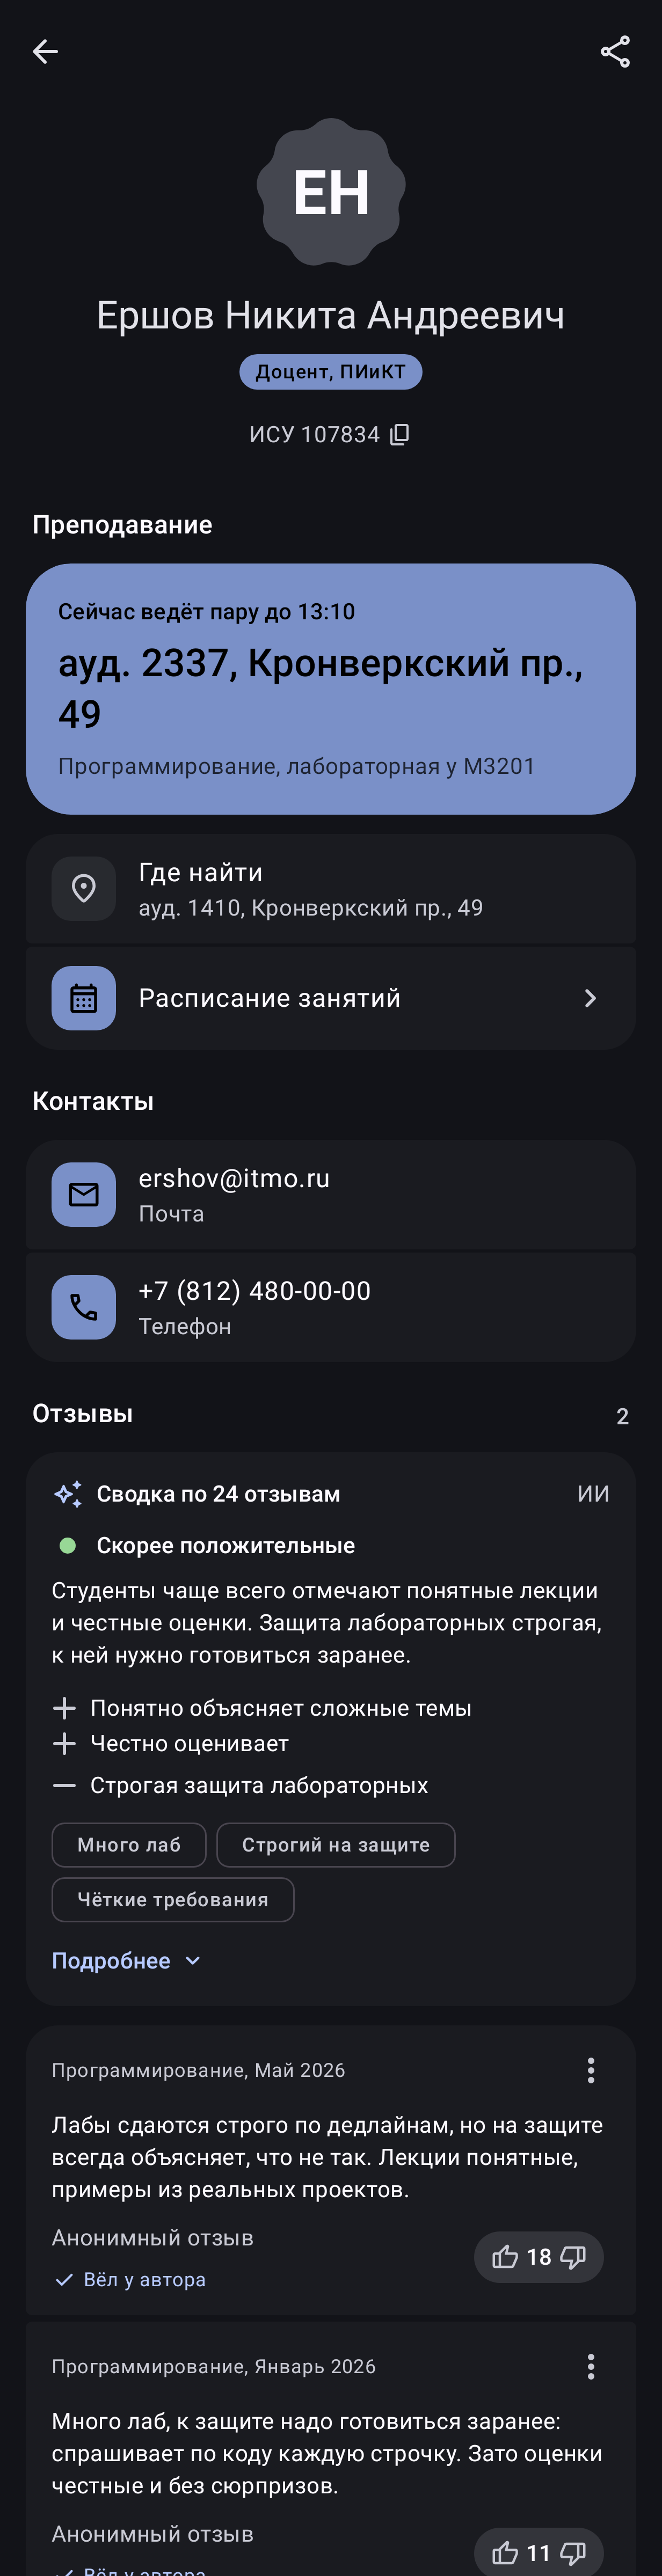 ЕН
Ершов Никита Андреевич
Доцент, ПИиКТ
ИСУ 107834
Преподавание
Сейчас ведёт пару до 13:10
ауд. 2337, Кронверкский пр.,
49
Программирование, лабораторная у М3201
Где найти
ауд. 1410, Кронверкский пр., 49
Расписание занятий
Контакты
ershov@itmo.ru
Почта
+7 (812) 480-00-00
Телефон
Отзывы 2
Сводка по 24 отзывам ИИ
Скорее положительные
Студенты чаще всего отмечают понятные лекции
и честные оценки. Защита лабораторных строгая,
к ней нужно готовиться заранее.
Понятно объясняет сложные темы
Честно оценивает
Строгая защита лабораторных
Много лаб Строгий на защите
Чёткие требования
Подробнее
Программирование, Май 2026
Лабы сдаются строго по дедлайнам, но на защите
всегда объясняет, что не так. Лекции понятные,
примеры из реальных проектов.
Анонимный отзыв
18
Вёл у автора
Программирование, Январь 2026
Много лаб, к защите надо готовиться заранее:
спрашивает по коду каждую строчку. Зато оценки
честные и без сюрпризов.
Анонимный отзыв
11
Вёл у автора